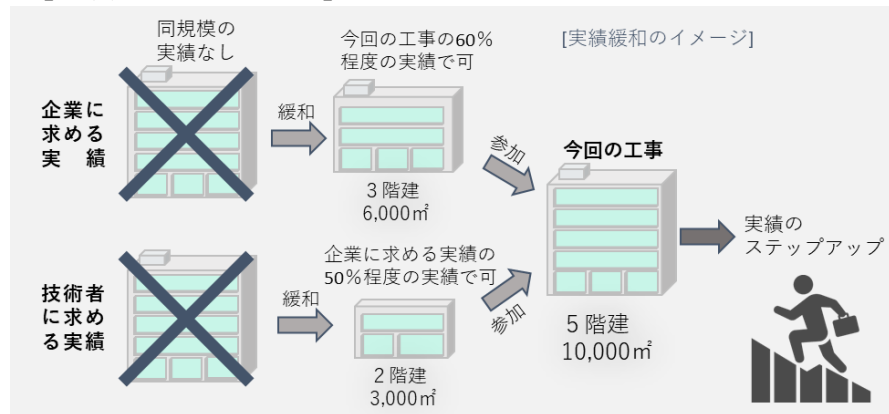 同規模の
実績なし
今回の工事の60%
程度の実績で可
[実績緩和のイメージ]
企業に
求める
実 績
緩和
参加
今回の工事
3階建
6,000㎡
実績の
ステップアップ
企業に求める実績の
50%程度の実績で可
技術者
に求め
る実績
緩和
参加
5階建
10,000㎡
2階建
3,000㎡